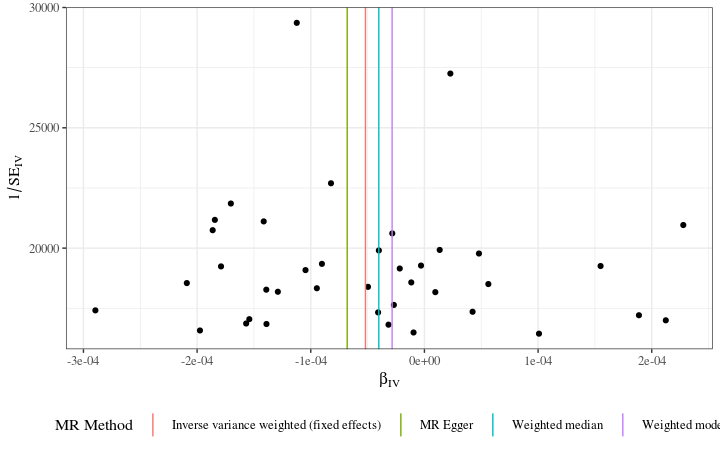 30000
25000
20000
1/SE_IV
-3e-04 -2e-04 -1e-04 0e+00 1e-04 2e-04
β_IV
MR Method Inverse variance weighted (fixed effects) MR Egger Weighted median Weighted mode